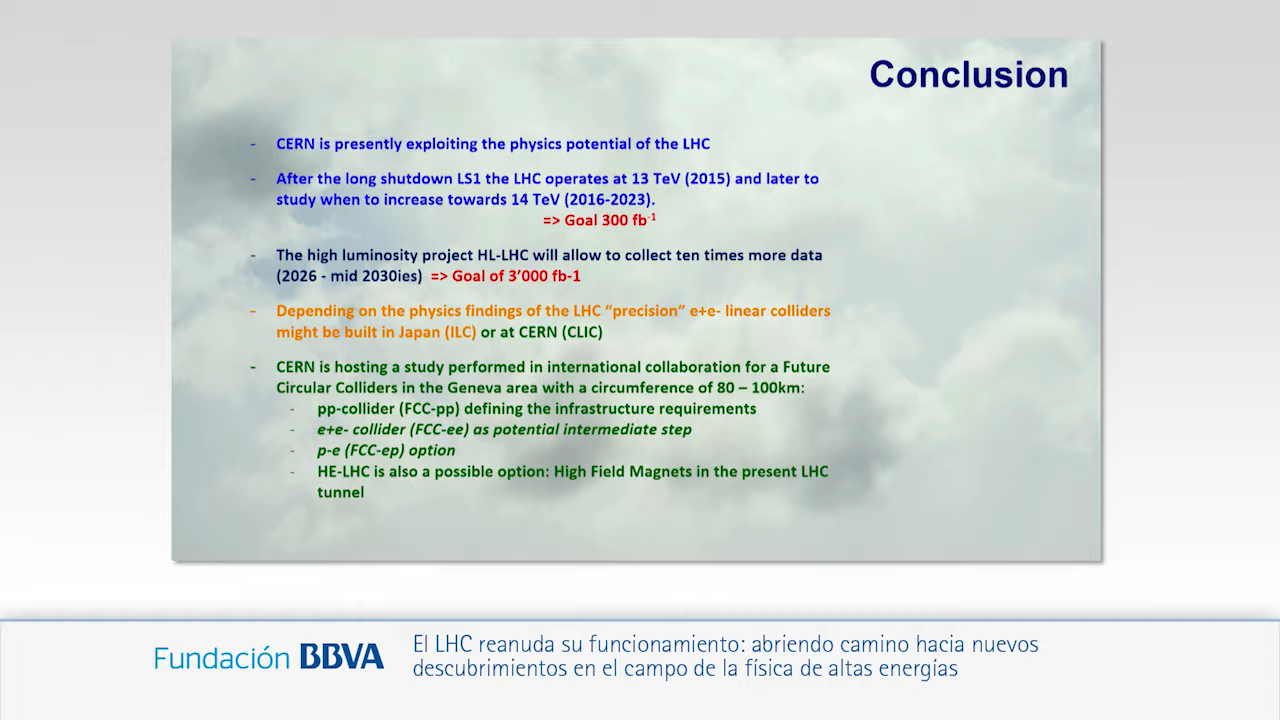 Conclusion
- CERN is presently exploiting the physics potential of the LHC
- After the long shutdown LS1 the LHC operates at 13 TeV (2015) and later to
study when to increase towards 14 TeV (2016-2023).
=> Goal 300 fb⁻¹
- The high luminosity project HL-LHC will allow to collect ten times more data
(2026 - mid 2030ies) => Goal of 3’000 fb-1
- Depending on the physics findings of the LHC “precision” e+e- linear colliders
might be built in Japan (ILC) or at CERN (CLIC)
- CERN is hosting a study performed in international collaboration for a Future
Circular Colliders in the Geneva area with a circumference of 80 – 100km:
- pp-collider (FCC-pp) defining the infrastructure requirements
- e+e- collider (FCC-ee) as potential intermediate step
- p-e (FCC-ep) option
- HE-LHC is also a possible option: High Field Magnets in the present LHC
tunnel
Fundación BBVA
El LHC reanuda su funcionamiento: abriendo camino hacia nuevos
descubrimientos en el campo de la física de altas energías